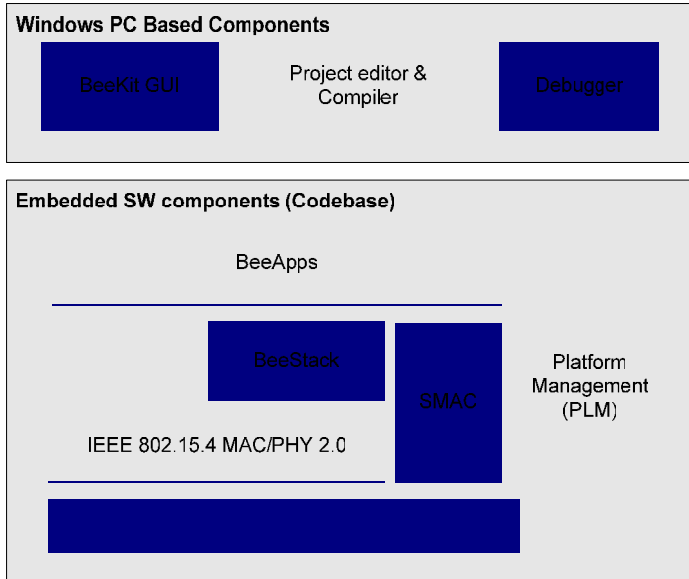 Windows PC Based Components
BeeKit GUI
Project editor &
Compiler
Debugger
Embedded SW components (Codebase)
BeeApps
BeeStack
SMAC
Platform
Management
(PLM)
IEEE 802.15.4 MAC/PHY 2.0